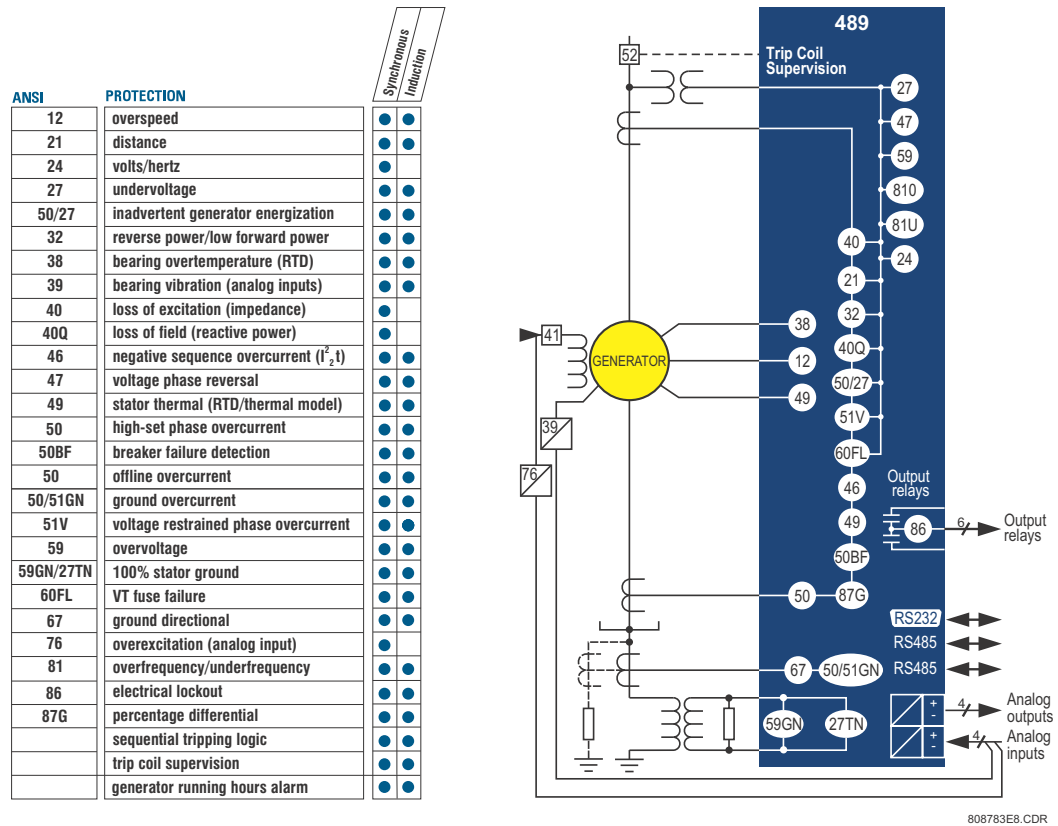 Synchronous
Induction
ANSI PROTECTION
12 overspeed
21 distance
24 volts/hertz
27 undervoltage
50/27 inadvertent generator energization
32 reverse power/low forward power
38 bearing overtemperature (RTD)
39 bearing vibration (analog inputs)
40 loss of excitation (impedance)
40Q loss of field (reactive power)
46 negative sequence overcurrent (I²₂t)
47 voltage phase reversal
49 stator thermal (RTD/thermal model)
50 high-set phase overcurrent
50BF breaker failure detection
50 offline overcurrent
50/51GN ground overcurrent
51V voltage restrained phase overcurrent
59 overvoltage
59GN/27TN 100% stator ground
60FL VT fuse failure
67 ground directional
76 overexcitation (analog input)
81 overfrequency/underfrequency
86 electrical lockout
87G percentage differential
sequential tripping logic
trip coil supervision
generator running hours alarm
489
52
Trip Coil
Supervision
27
47
59
810
81U
24
40
21
32
40Q
50/27
51V
60FL
46
49
50BF
87G
50
38
12
49
41
GENERATOR
39
76
Output
relays
86
6
Output
relays
RS232
RS485
RS485
67
50/51GN
59GN
27TN
+
-
4
Analog
outputs
+
-
4
Analog
inputs
808783E8.CDR